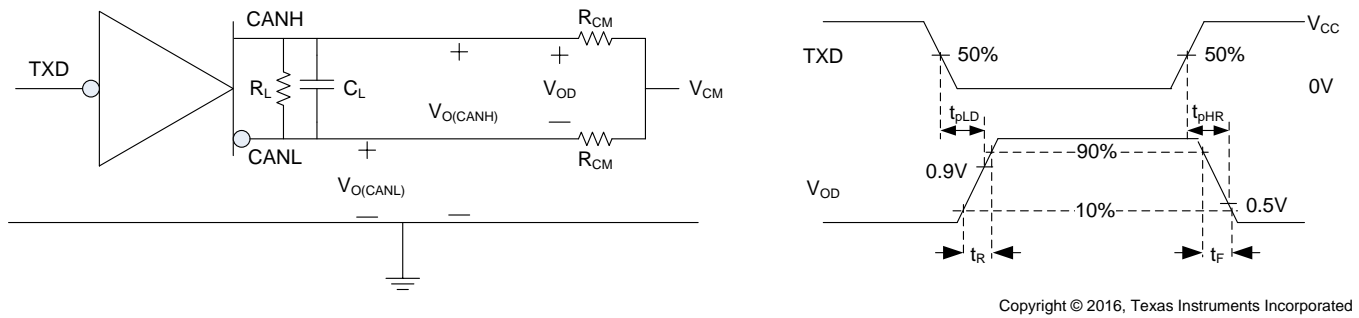 CANH
TXD
R_L
C_L
V_O(CANH)
V_OD
R_CM
V_CM
CANL
R_CM
V_O(CANL)
TXD
50%
50%
V_CC
0V
t_pLD
t_pHR
90%
0.9V
V_OD
10%
0.5V
t_R
t_F
Copyright © 2016, Texas Instruments Incorporated